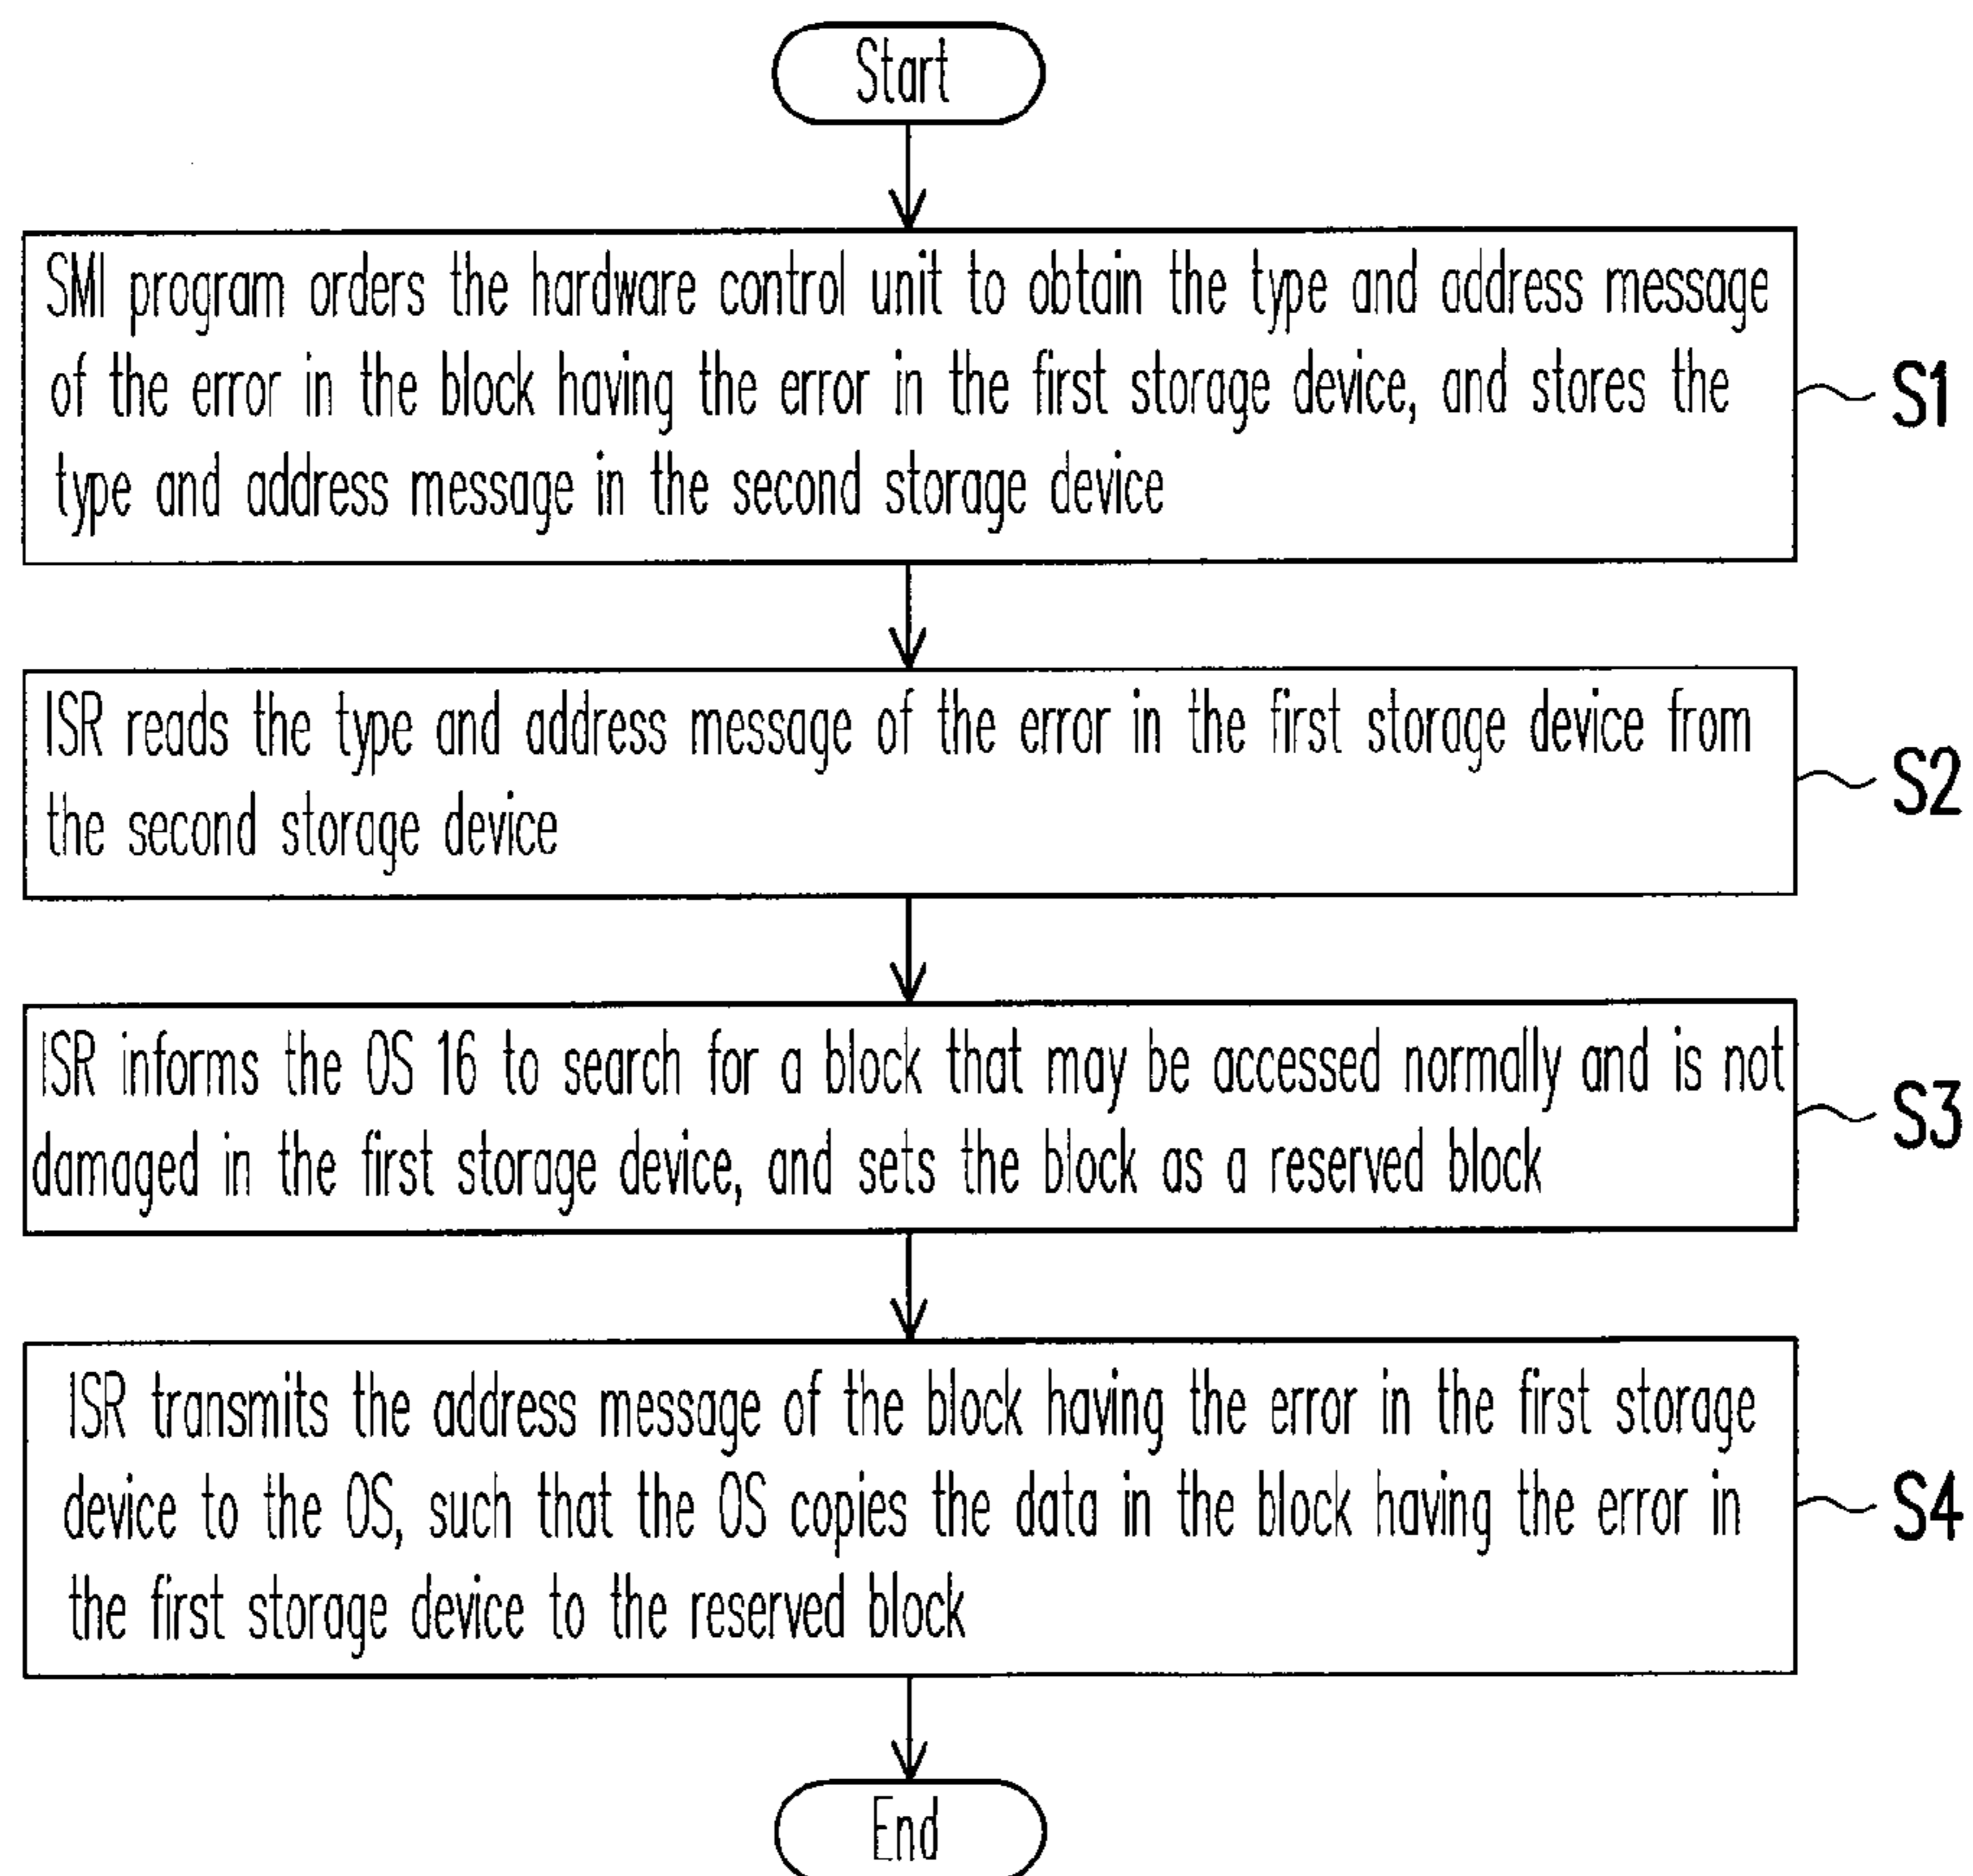 Start
SMI program orders the hardware control unit to obtain the type and address message
of the error in the block having the error in the first storage device, and stores the
type and address message in the second storage device
S1
ISR reads the type and address message of the error in the first storage device from
the second storage device
S2
ISR informs the OS 16 to search for a block that may be accessed normally and is not
damaged in the first storage device, and sets the block as a reserved block
S3
ISR transmits the address message of the block having the error in the first storage
device to the OS, such that the OS copies the data in the block having the error in
the first storage device to the reserved block
S4
End